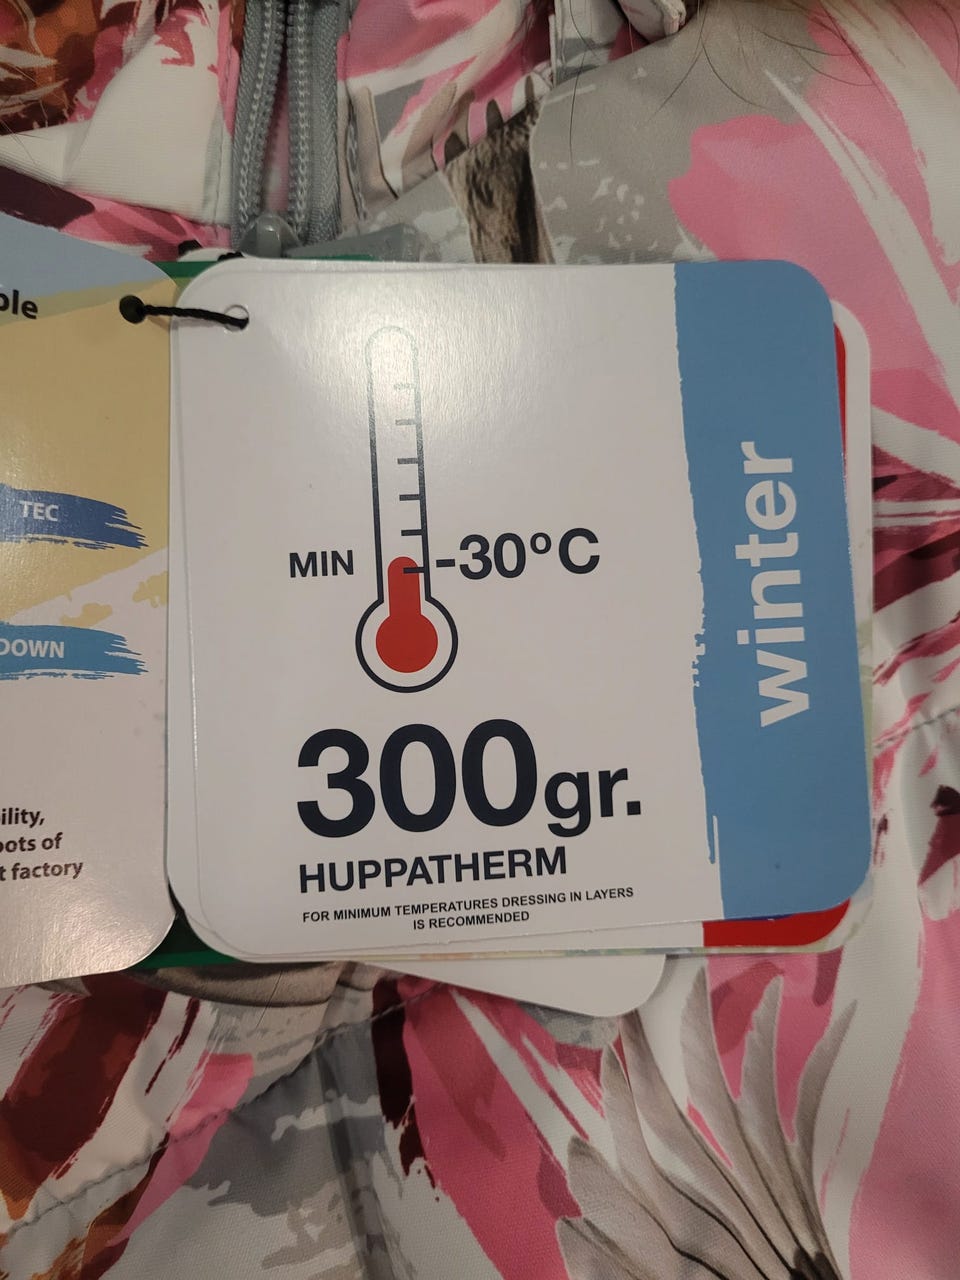 ple
TEC
DOWN
ility,
oots of
t factory
MIN
-30°C
300gr.
HUPPATHERM
FOR MINIMUM TEMPERATURES DRESSING IN LAYERS
IS RECOMMENDED
winter